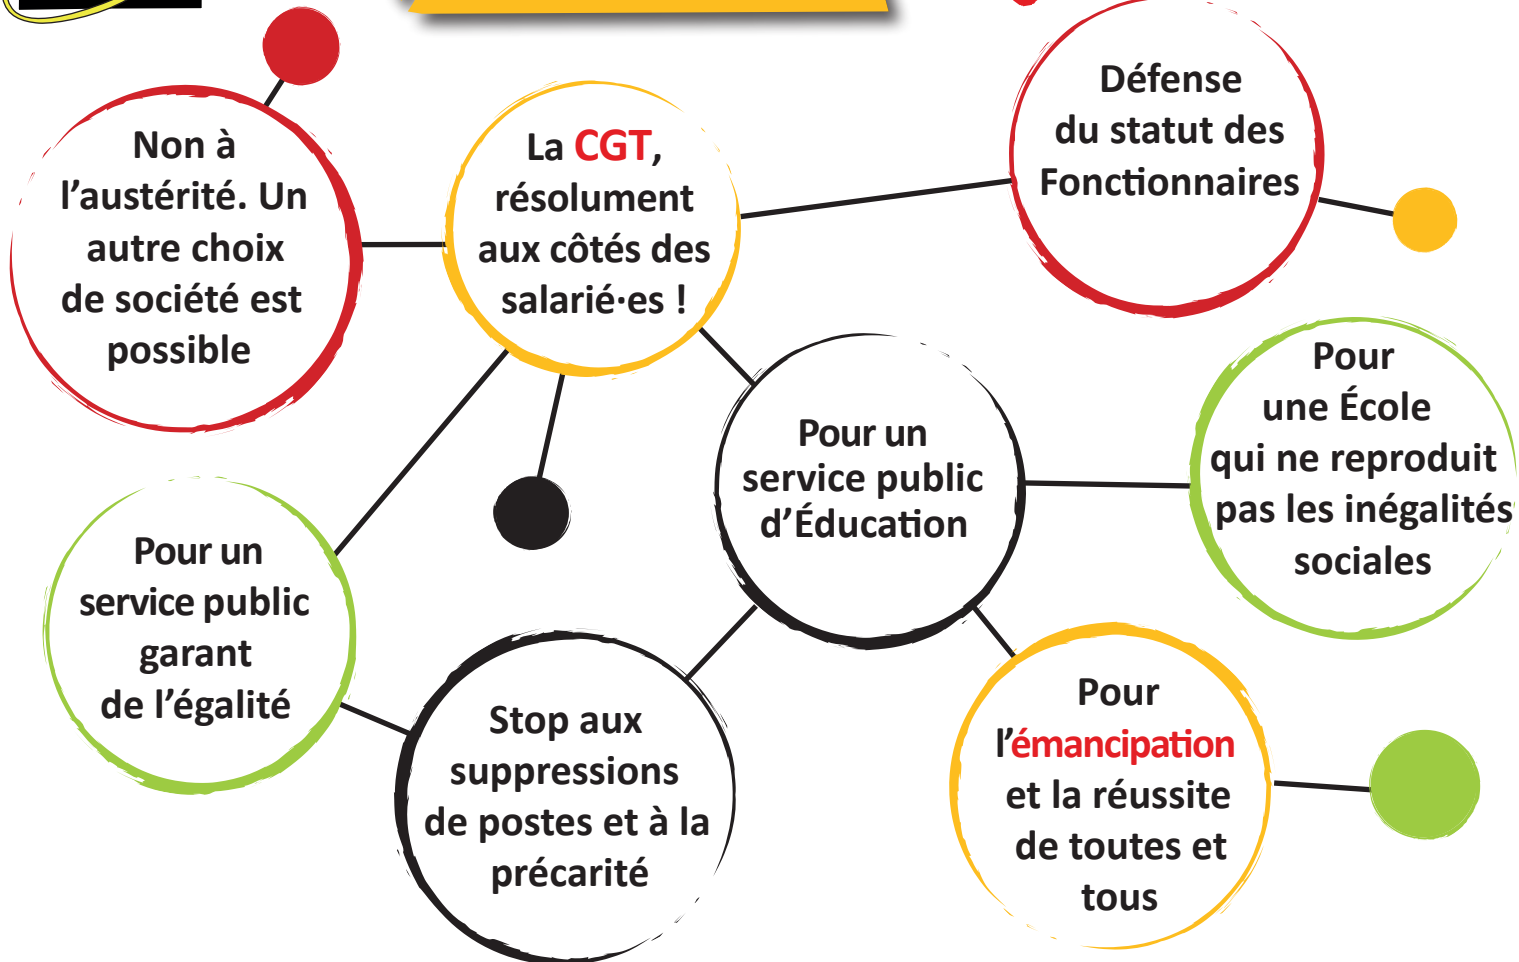 Non à
l’austérité. Un
autre choix
de société est
possible
La CGT,
résolument
aux côtés des
salarié·es !
Défense
du statut des
Fonctionnaires
Pour un
service public
d’Éducation
Pour
une École
qui ne reproduit
pas les inégalités
sociales
Pour un
service public
garant
de l’égalité
Stop aux
suppressions
de postes et à la
précarité
Pour
l’émancipation
et la réussite
de toutes et
tous